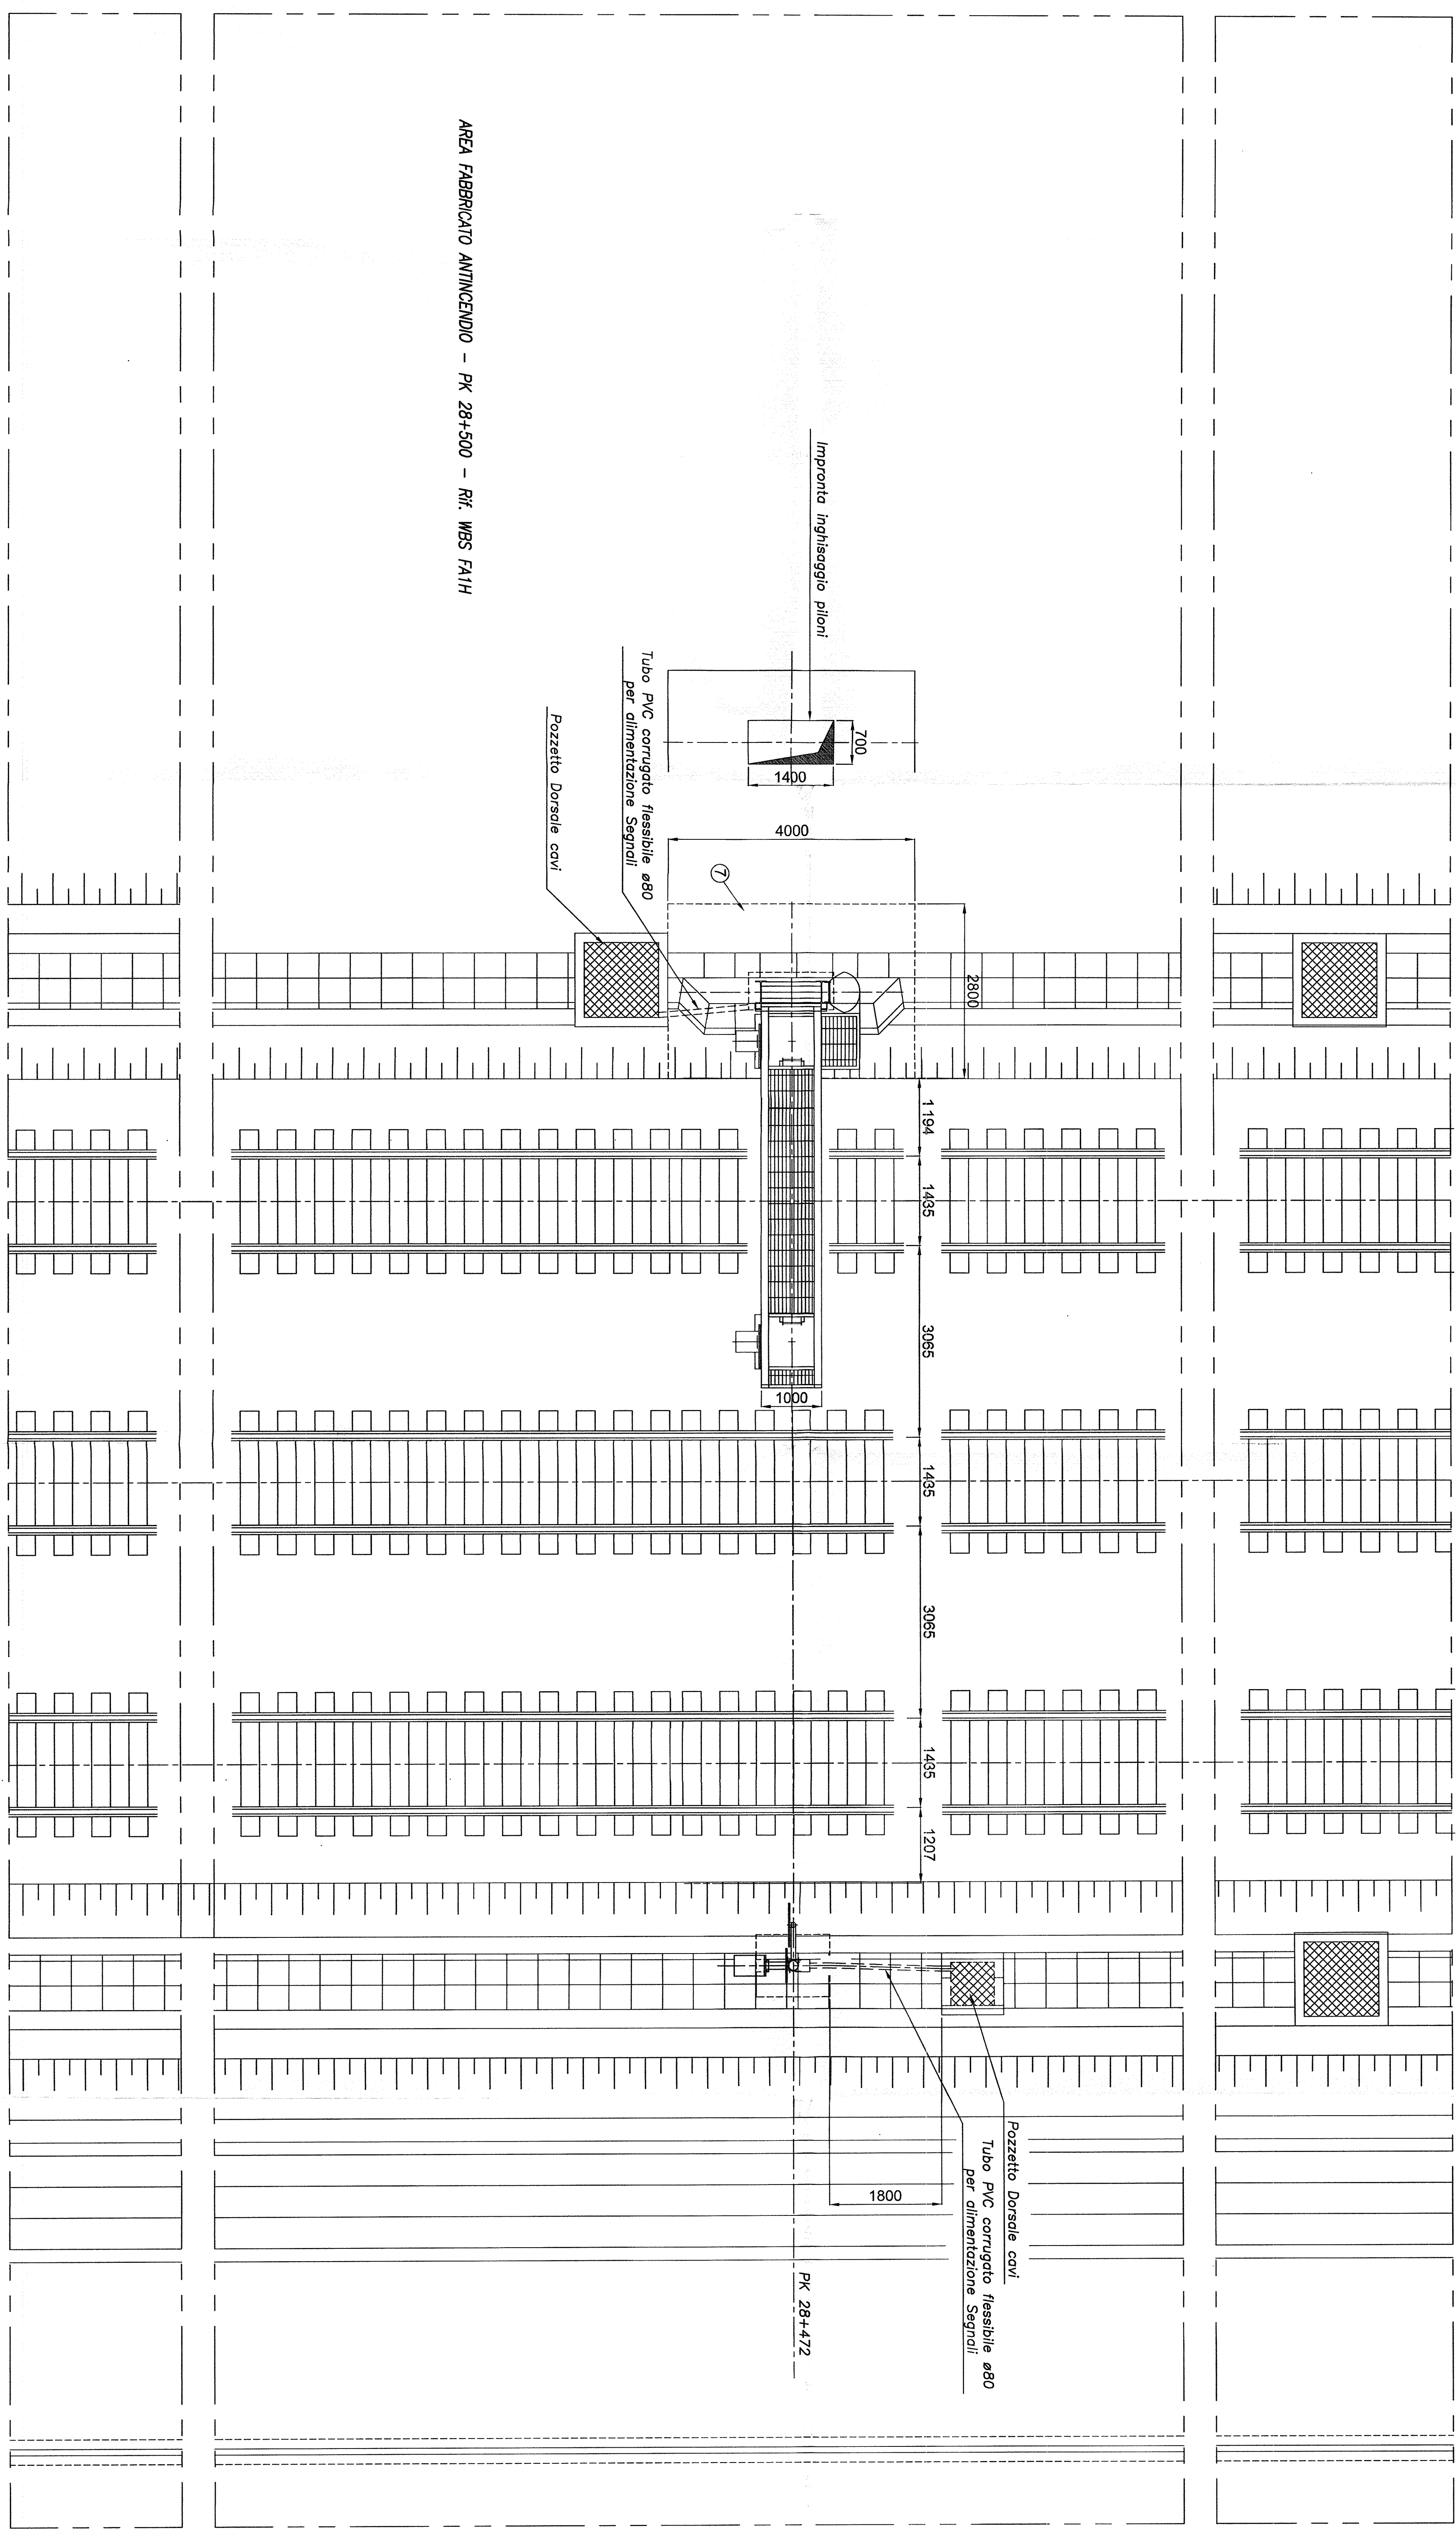 AREA FABBRICATO ANTINCENDIO - PK 28+500 - Rif. WBS FA1H
Impronta inghisaggio piloni
700
1400
Tubo PVC corrugato flessibile ø80
per alimentazione Segnali
Pozzetto Dorsale cavi
4000
7
2800
1194
1435
3065
1000
1435
3065
1435
1207
Pozzetto Dorsale cavi
Tubo PVC corrugato flessibile ø80
per alimentazione Segnali
1800
PK 28+472